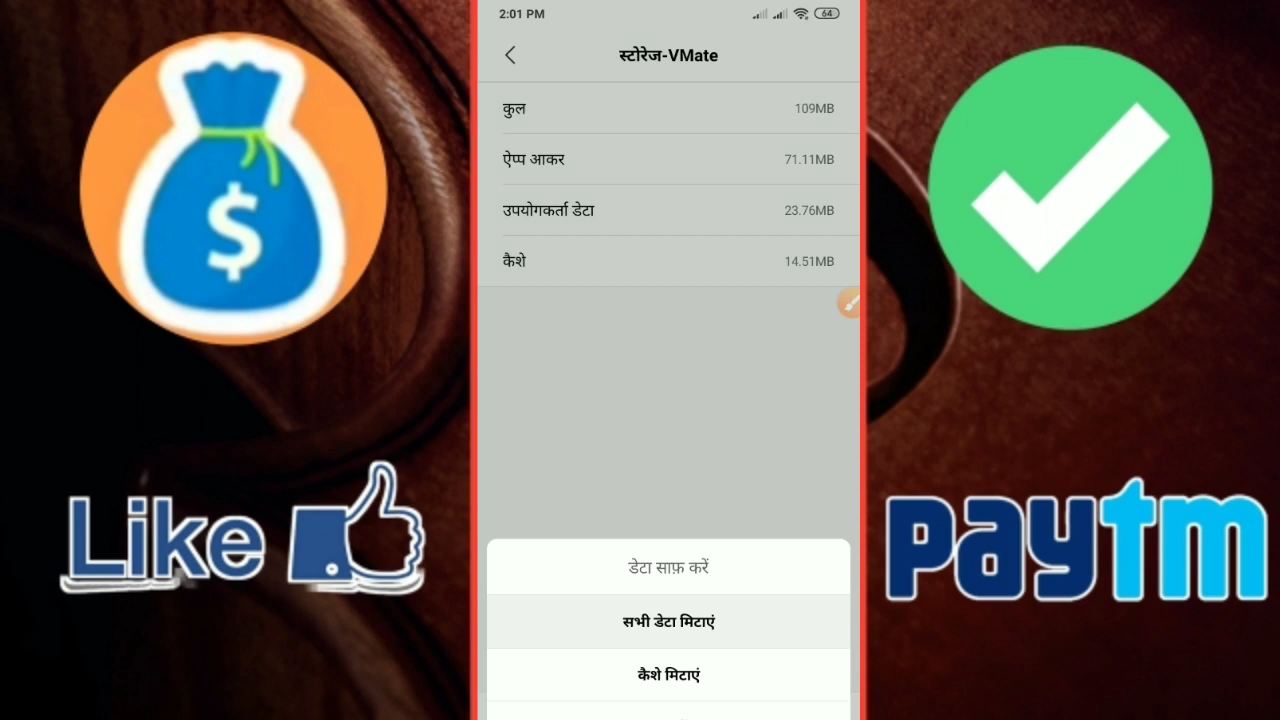 2:01 PM
64
स्टोरेज-VMate
कुल 109MB
ऐप्प आकर 71.11MB
उपयोगकर्ता डेटा 23.76MB
कैशे 14.51MB
$
Like
paytm
डेटा साफ़ करें
सभी डेटा मिटाएं
कैशे मिटाएं